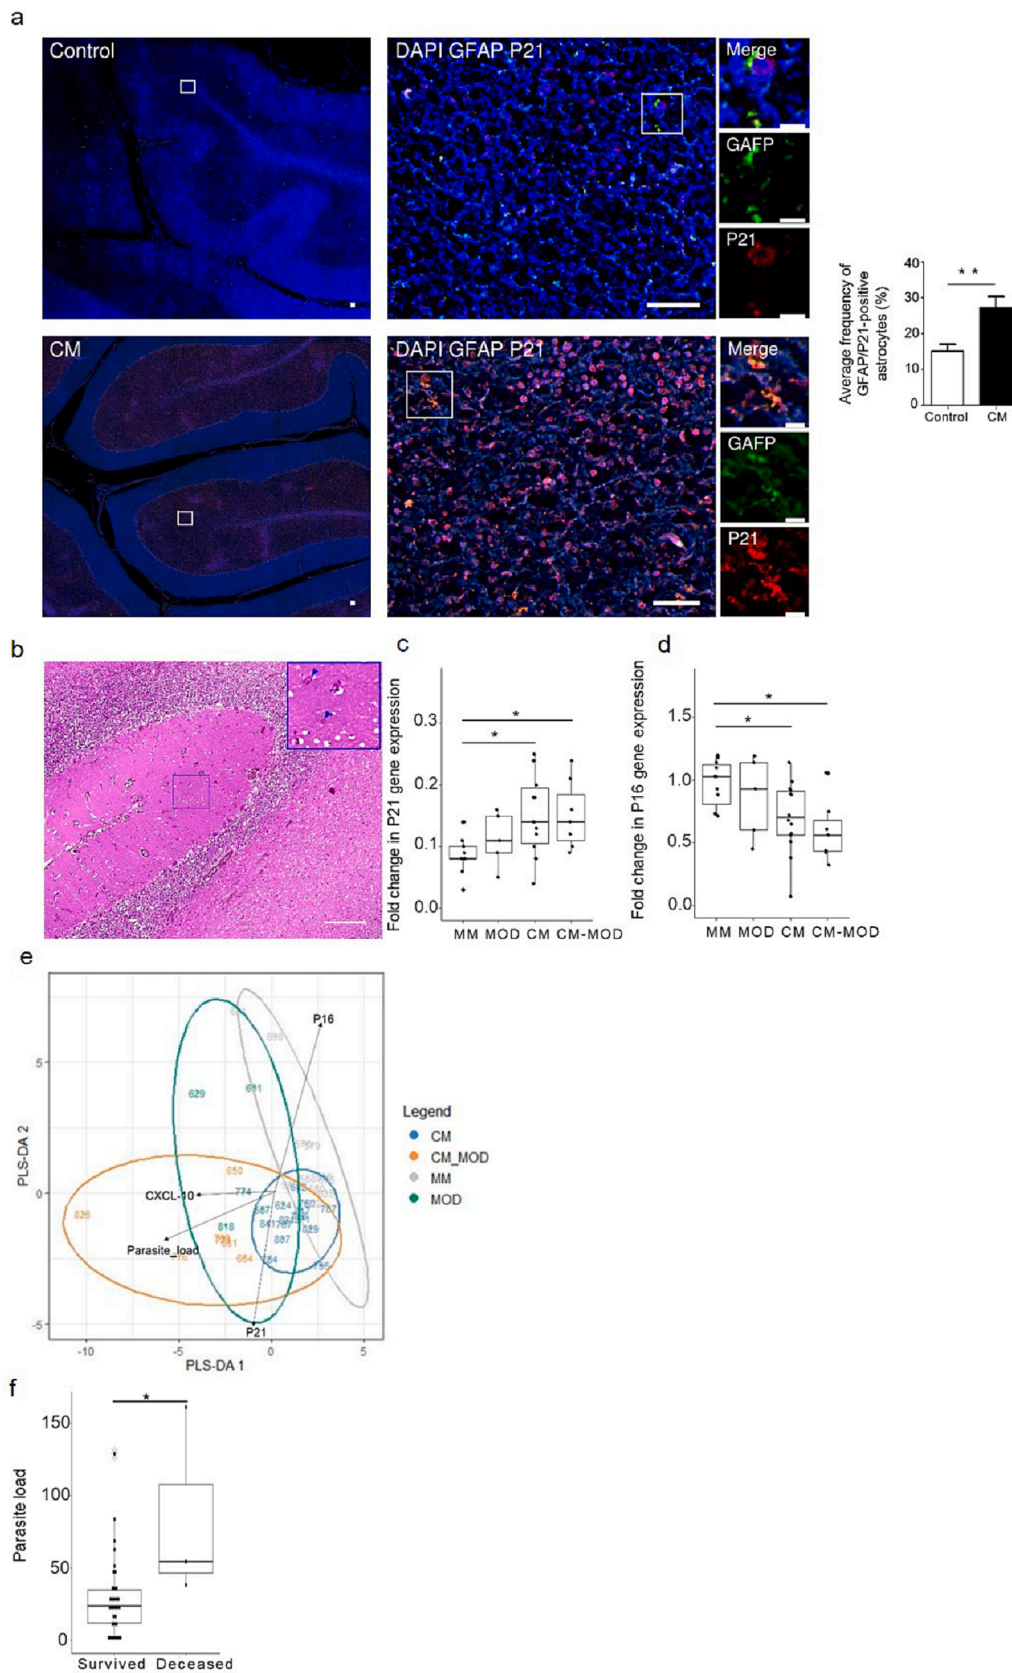 a
Control
DAPI GFAP P21
Merge
GAFP
P21
CM
DAPI GFAP P21
Merge
GAFP
P21
Average frequency of
GFAP/P21-positive
astrocytes (%)
40
30
20
10
0
* *
Control
CM
b
c
Fold change in P21 gene expression
0.3
0.2
0.1
0.0
*
*
MM MOD CM CM-MOD
d
Fold change in P16 gene expression
1.5
1.0
0.5
0.0
*
*
MM MOD CM CM-MOD
e
PLS-DA 2
5
0
-5
P16
629
650
774
CXCL-10
826
818
Parasite_load
664
P21
624
829
887
784
-10
-5
0
5
PLS-DA 1
Legend
CM
CM_MOD
MM
MOD
f
Parasite load
150
100
50
0
*
Survived Deceased